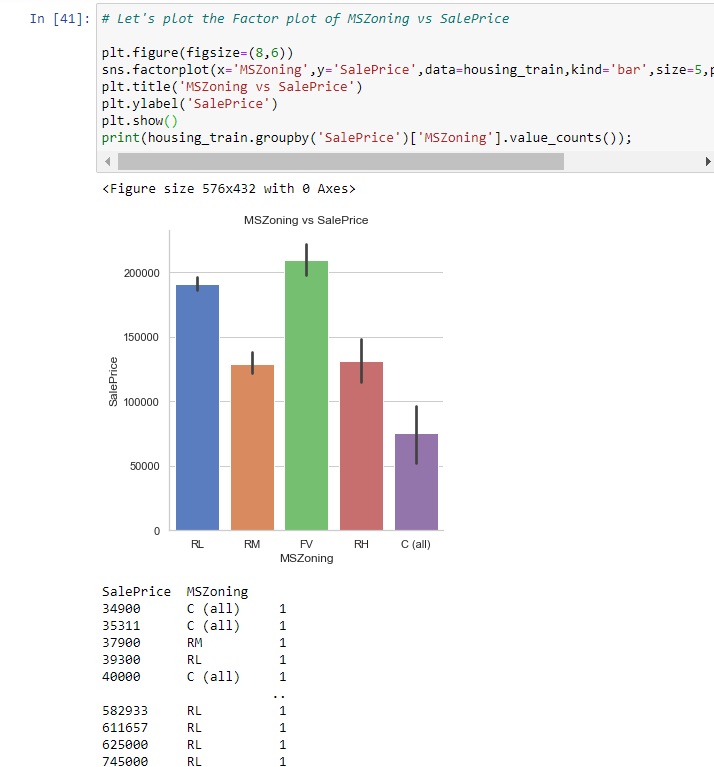 In [41]: # Let's plot the Factor plot of MSZoning vs SalePrice
plt.figure(figsize=(8,6))
sns.factorplot(x='MSZoning',y='SalePrice',data=housing_train,kind='bar',size=5,p
plt.title('MSZoning vs SalePrice')
plt.ylabel('SalePrice')
plt.show()
print(housing_train.groupby('SalePrice')['MSZoning'].value_counts());
<Figure size 576x432 with 0 Axes>
MSZoning vs SalePrice
200000
150000
100000
50000
0
SalePrice
RL RM FV RH C (all)
MSZoning
SalePrice MSZoning
34900 C (all) 1
35311 C (all) 1
37900 RM 1
39300 RL 1
40000 C (all) 1
..
582933 RL 1
611657 RL 1
625000 RL 1
745000 RL 1